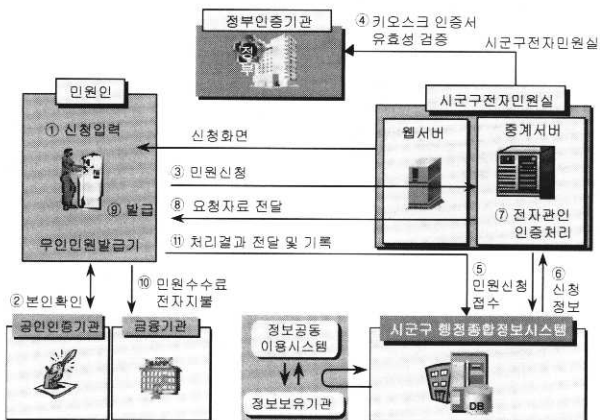 정부인증기관
정
부
④ 키오스크 인증서
유효성 검증
시군구전자민원실
민원인
① 신청입력
⑨ 발급
무인민원발급기
신청화면
③ 민원신청
⑧ 요청자료 전달
⑪ 처리결과 전달 및 기록
시군구전자민원실
웹서버
중계서버
⑦ 전자관인
인증처리
②본인확인
⑩ 민원수수료
전자지불
⑤
민원신청
접수
⑥
신청
정보
공인인증기관
금융기관
정보공동
이용시스템
정보보유기관
시군구 행정종합정보시스템
DB